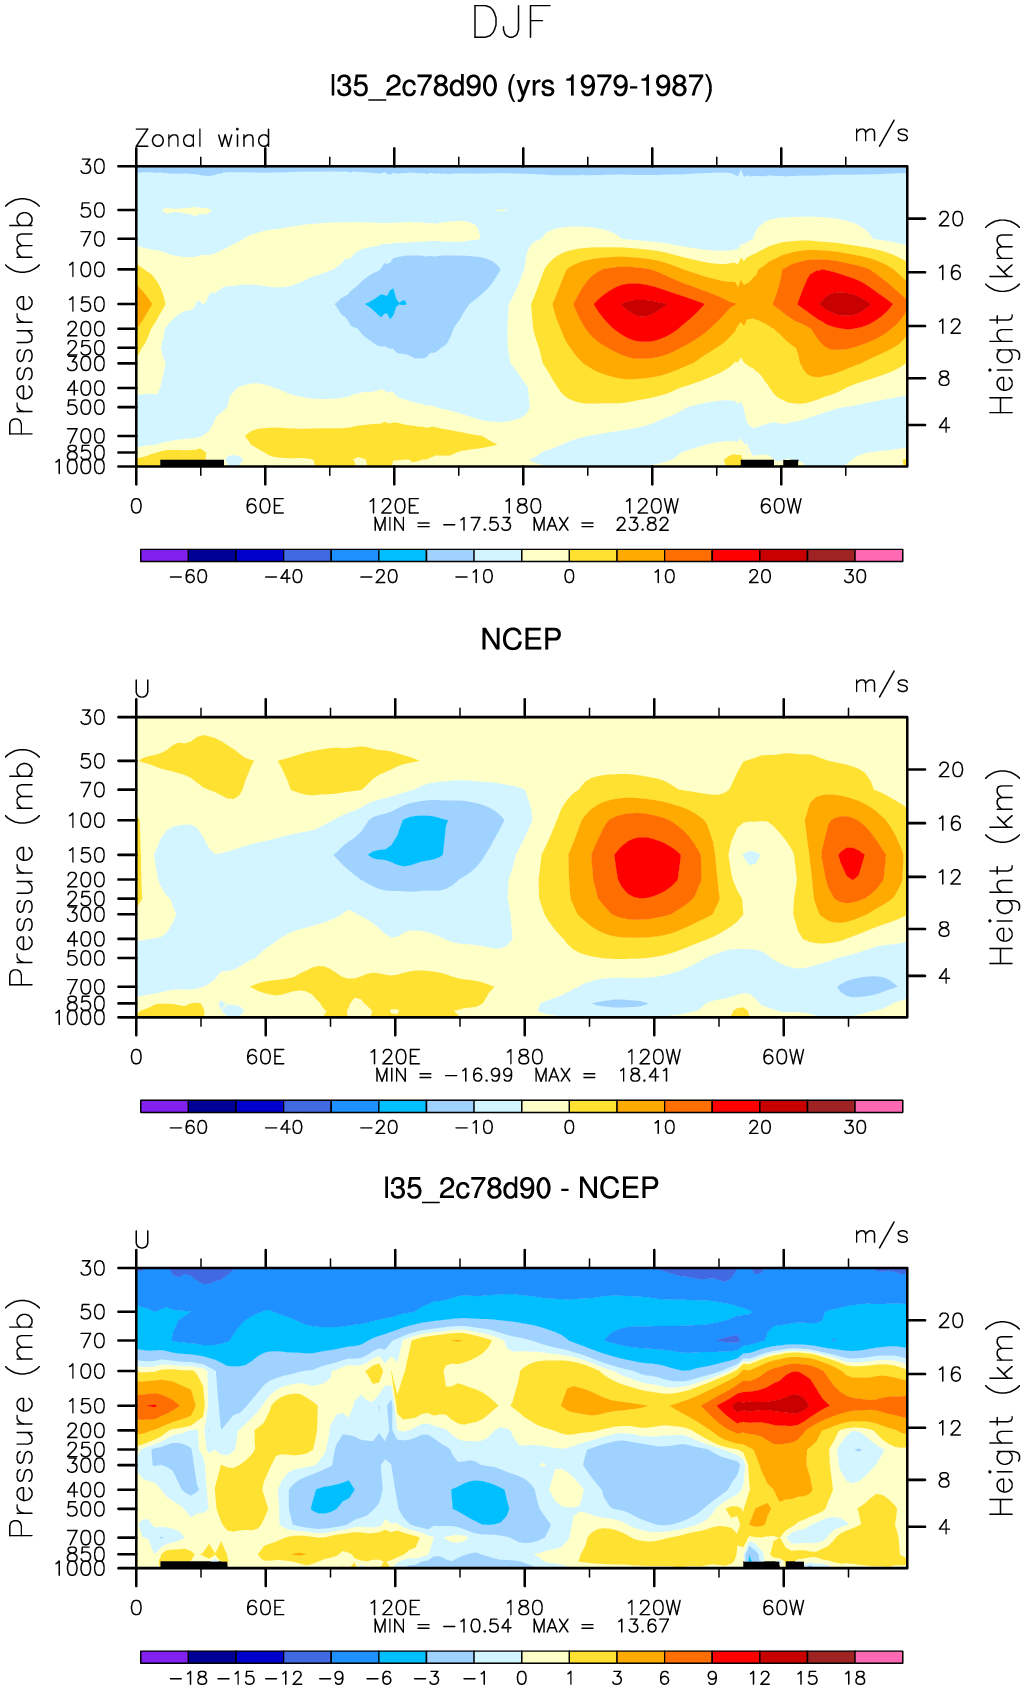 DJF
l35_2c78d90 (yrs 1979-1987)
Zonal wind
m/s
Pressure (mb)
30
50
70
100
150
200
250
300
400
500
700
850
1000
20
16
12
8
4
Height (km)
0 60E 120E 180 120W 60W
MIN = -17.53 MAX = 23.82
-60 -40 -20 -10 0 10 20 30
NCEP
U
m/s
Pressure (mb)
30
50
70
100
150
200
250
300
400
500
700
850
1000
20
16
12
8
4
Height (km)
0 60E 120E 180 120W 60W
MIN = -16.99 MAX = 18.41
-60 -40 -20 -10 0 10 20 30
l35_2c78d90 - NCEP
U
m/s
Pressure (mb)
30
50
70
100
150
200
250
300
400
500
700
850
1000
20
16
12
8
4
Height (km)
0 60E 120E 180 120W 60W
MIN = -10.54 MAX = 13.67
-18 -15 -12 -9 -6 -3 -1 0 1 3 6 9 12 15 18